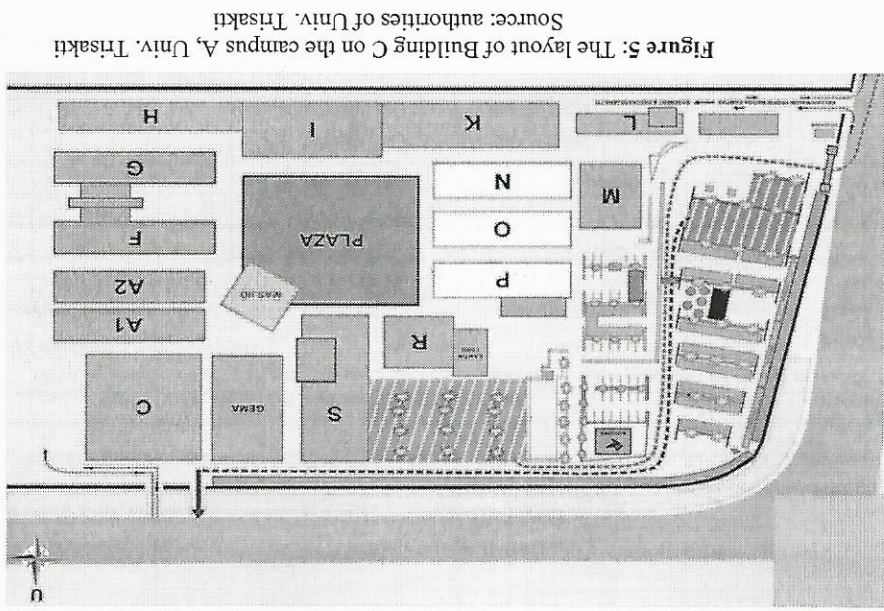 U
S
GEMA
C
R
A1
P
MASJID
A2
O
PLAZA
F
M
N
G
L
K
I
H
Figure 5: The layout of Building C on the campus A, Univ. Trisakti
Source: authorities of Univ. Trisakti